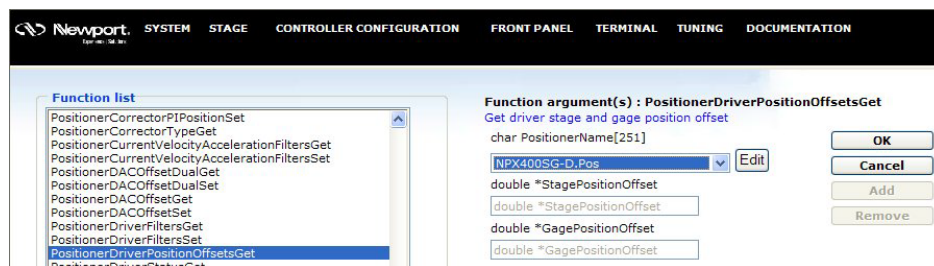 Newport. SYSTEM STAGE CONTROLLER CONFIGURATION FRONT PANEL TERMINAL TUNING DOCUMENTATION
Experience | Solutions
Function list
PositionerCorrectorPIPositionSet
PositionerCorrectorTypeGet
PositionerCurrentVelocityAccelerationFiltersGet
PositionerCurrentVelocityAccelerationFiltersSet
PositionerDACOffsetDualGet
PositionerDACOffsetDualSet
PositionerDACOffsetGet
PositionerDACOffsetSet
PositionerDriverFiltersGet
PositionerDriverFiltersSet
PositionerDriverPositionOffsetsGet
PositionerDriverStatusGet
Function argument(s) : PositionerDriverPositionOffsetsGet
Get driver stage and gage position offset
char PositionerName[251]
NPX400SG-D.Pos Edit
double *StagePositionOffset
double *StagePositionOffset
double *GagePositionOffset
double *GagePositionOffset
OK
Cancel
Add
Remove